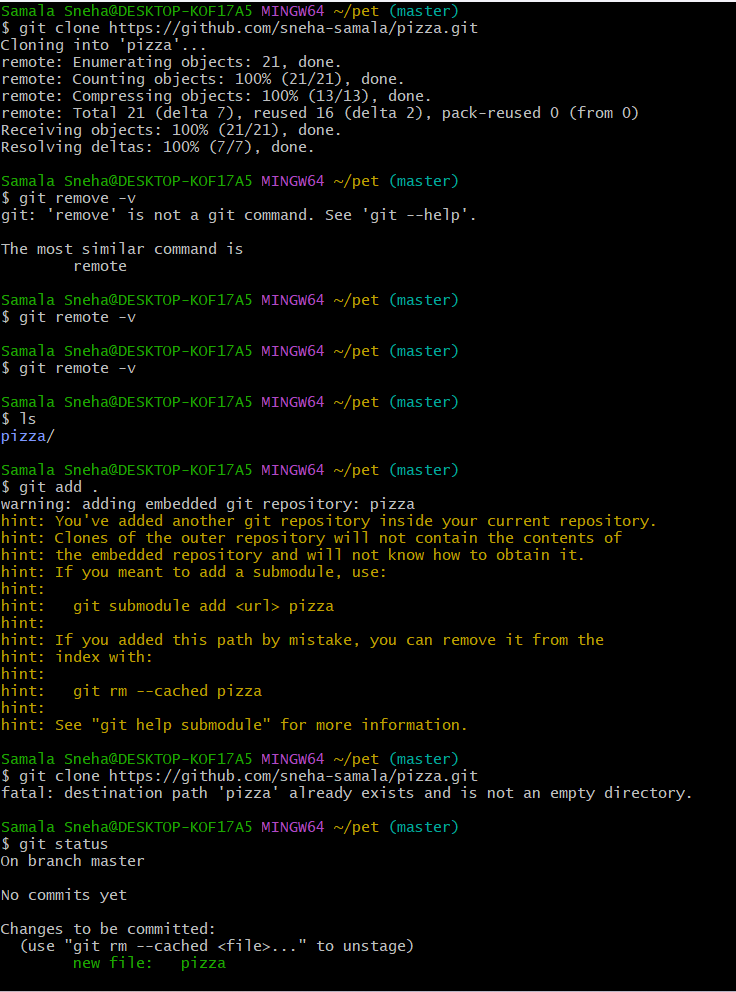 Samala Sneha@DESKTOP-KOF17A5 MINGW64 ~/pet (master)
$ git clone https://github.com/sneha-samala/pizza.git
Cloning into 'pizza'...
remote: Enumerating objects: 21, done.
remote: Counting objects: 100% (21/21), done.
remote: Compressing objects: 100% (13/13), done.
remote: Total 21 (delta 7), reused 16 (delta 2), pack-reused 0 (from 0)
Receiving objects: 100% (21/21), done.
Resolving deltas: 100% (7/7), done.

Samala Sneha@DESKTOP-KOF17A5 MINGW64 ~/pet (master)
$ git remove -v
git: 'remove' is not a git command. See 'git --help'.

The most similar command is
        remote

Samala Sneha@DESKTOP-KOF17A5 MINGW64 ~/pet (master)
$ git remote -v

Samala Sneha@DESKTOP-KOF17A5 MINGW64 ~/pet (master)
$ git remote -v

Samala Sneha@DESKTOP-KOF17A5 MINGW64 ~/pet (master)
$ ls
pizza/

Samala Sneha@DESKTOP-KOF17A5 MINGW64 ~/pet (master)
$ git add .
warning: adding embedded git repository: pizza
hint: You've added another git repository inside your current repository.
hint: Clones of the outer repository will not contain the contents of
hint: the embedded repository and will not know how to obtain it.
hint: If you meant to add a submodule, use:
hint:
hint:   git submodule add <url> pizza
hint:
hint: If you added this path by mistake, you can remove it from the
hint: index with:
hint:
hint:   git rm --cached pizza
hint:
hint: See "git help submodule" for more information.

Samala Sneha@DESKTOP-KOF17A5 MINGW64 ~/pet (master)
$ git clone https://github.com/sneha-samala/pizza.git
fatal: destination path 'pizza' already exists and is not an empty directory.

Samala Sneha@DESKTOP-KOF17A5 MINGW64 ~/pet (master)
$ git status
On branch master

No commits yet

Changes to be committed:
  (use "git rm --cached <file>..." to unstage)
        new file:   pizza